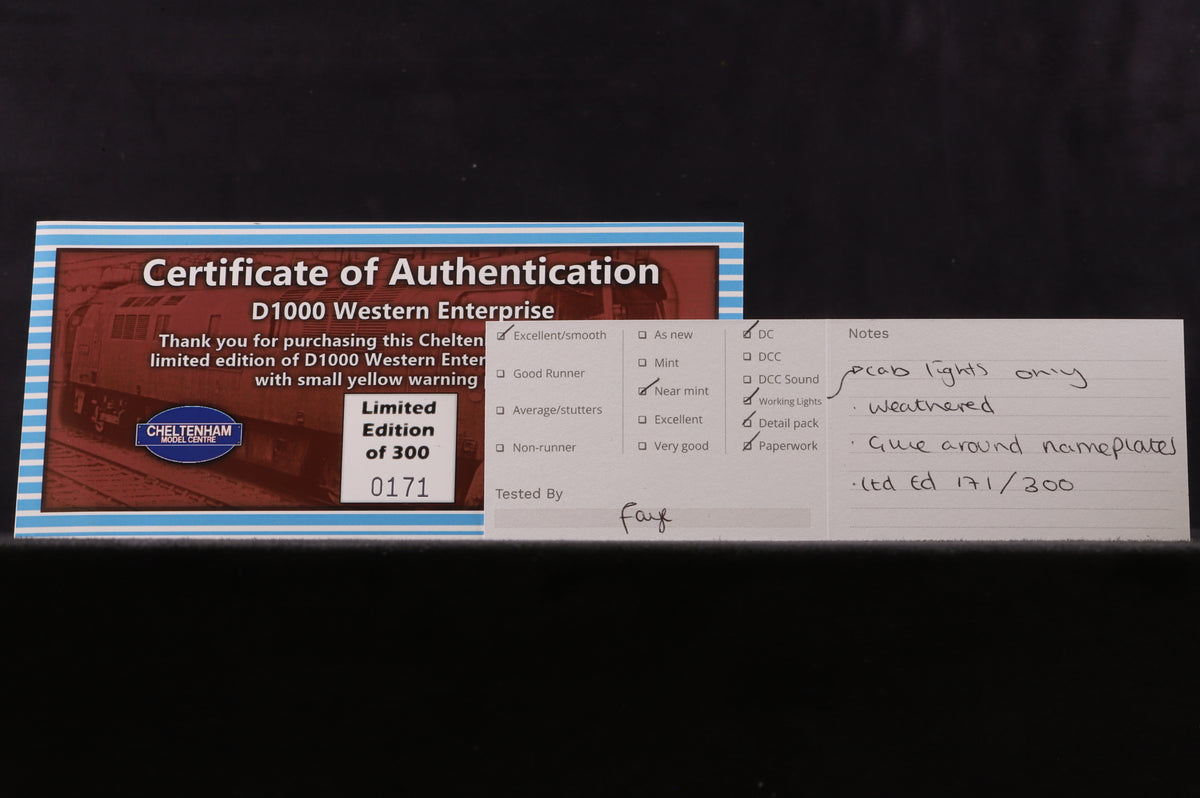 Certificate of Authentication
D1000 Western Enterprise
Thank you for purchasing this Chelten
limited edition of D1000 Western Enter
with small yellow warning
CHELTENHAM
MODEL CENTRE
Limited
Edition
of 300
0171
Excellent/smooth
Good Runner
Average/stutters
Non-runner
As new
Mint
Near mint
Excellent
Very good
DC
DCC
DCC Sound
Working Lights
Detail pack
Paperwork
Tested By
Faye
Notes
cab lights only
· Weathered
· Glue around nameplates
· Ltd Ed 171/300